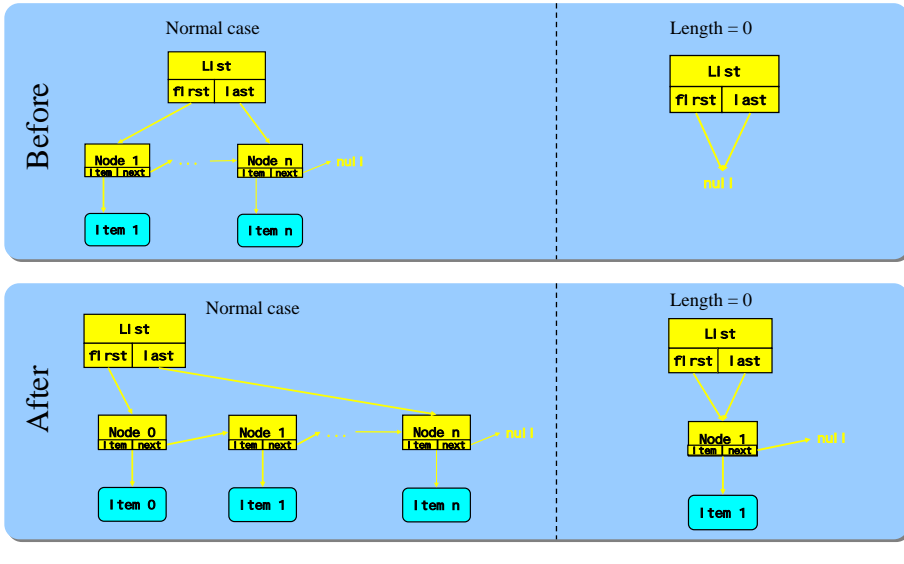 Before
Normal case
List
first last
Node 1
item next
...
Node n
item next
null
Item 1
Item n
Length = 0
List
first last
null
After
Normal case
List
first last
Node 0
item next
Node 1
item next
...
Node n
item next
null
Item 0
Item 1
Item n
Length = 0
List
first last
Node 1
item next
null
Item 1